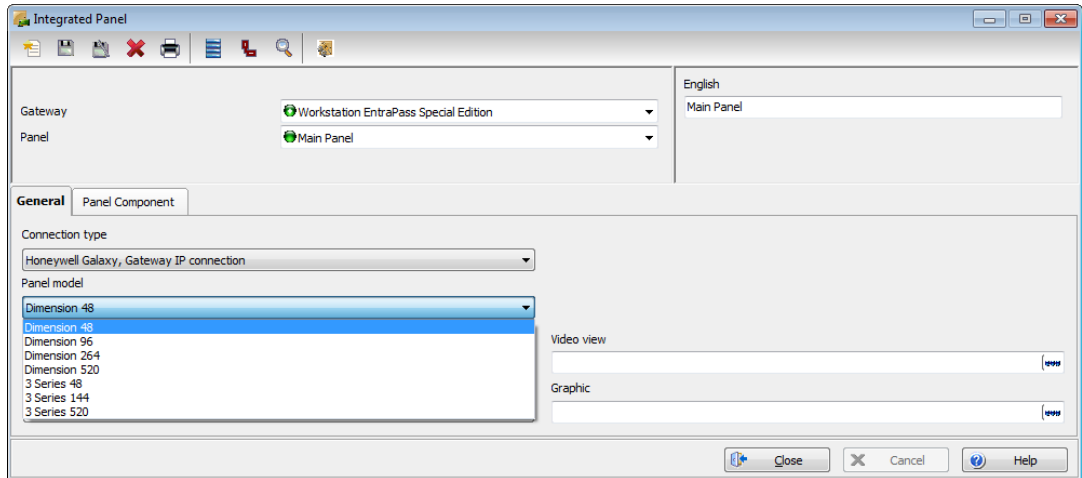 Integrated Panel
English
Main Panel
Gateway
Workstation EntraPass Special Edition
Panel
Main Panel
General
Panel Component
Connection type
Honeywell Galaxy, Gateway IP connection
Panel model
Dimension 48
Dimension 48
Dimension 96
Dimension 264
Dimension 520
3 Series 48
3 Series 144
3 Series 520
Video view
Graphic
Close
Cancel
Help